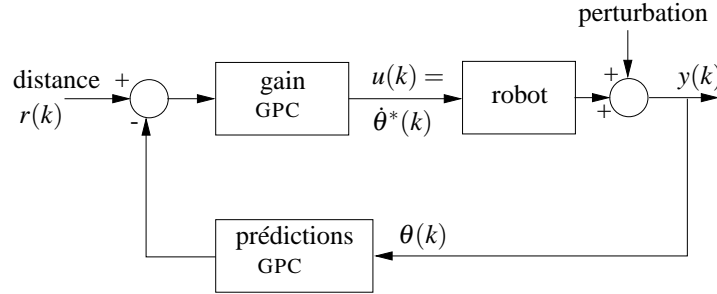 perturbation
distance
+
gain
GPC
u(k) =
robot
+
y(k)
r(k)
-
θ̇*(k)
+
prédictions
GPC
θ(k)